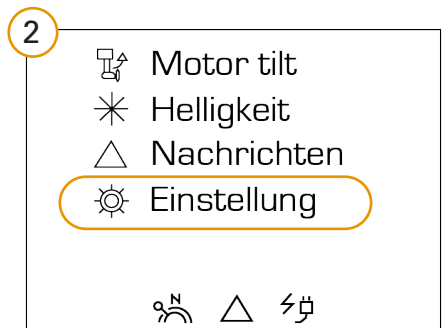 2
Motor tilt
Helligkeit
Nachrichten
Einstellung
N